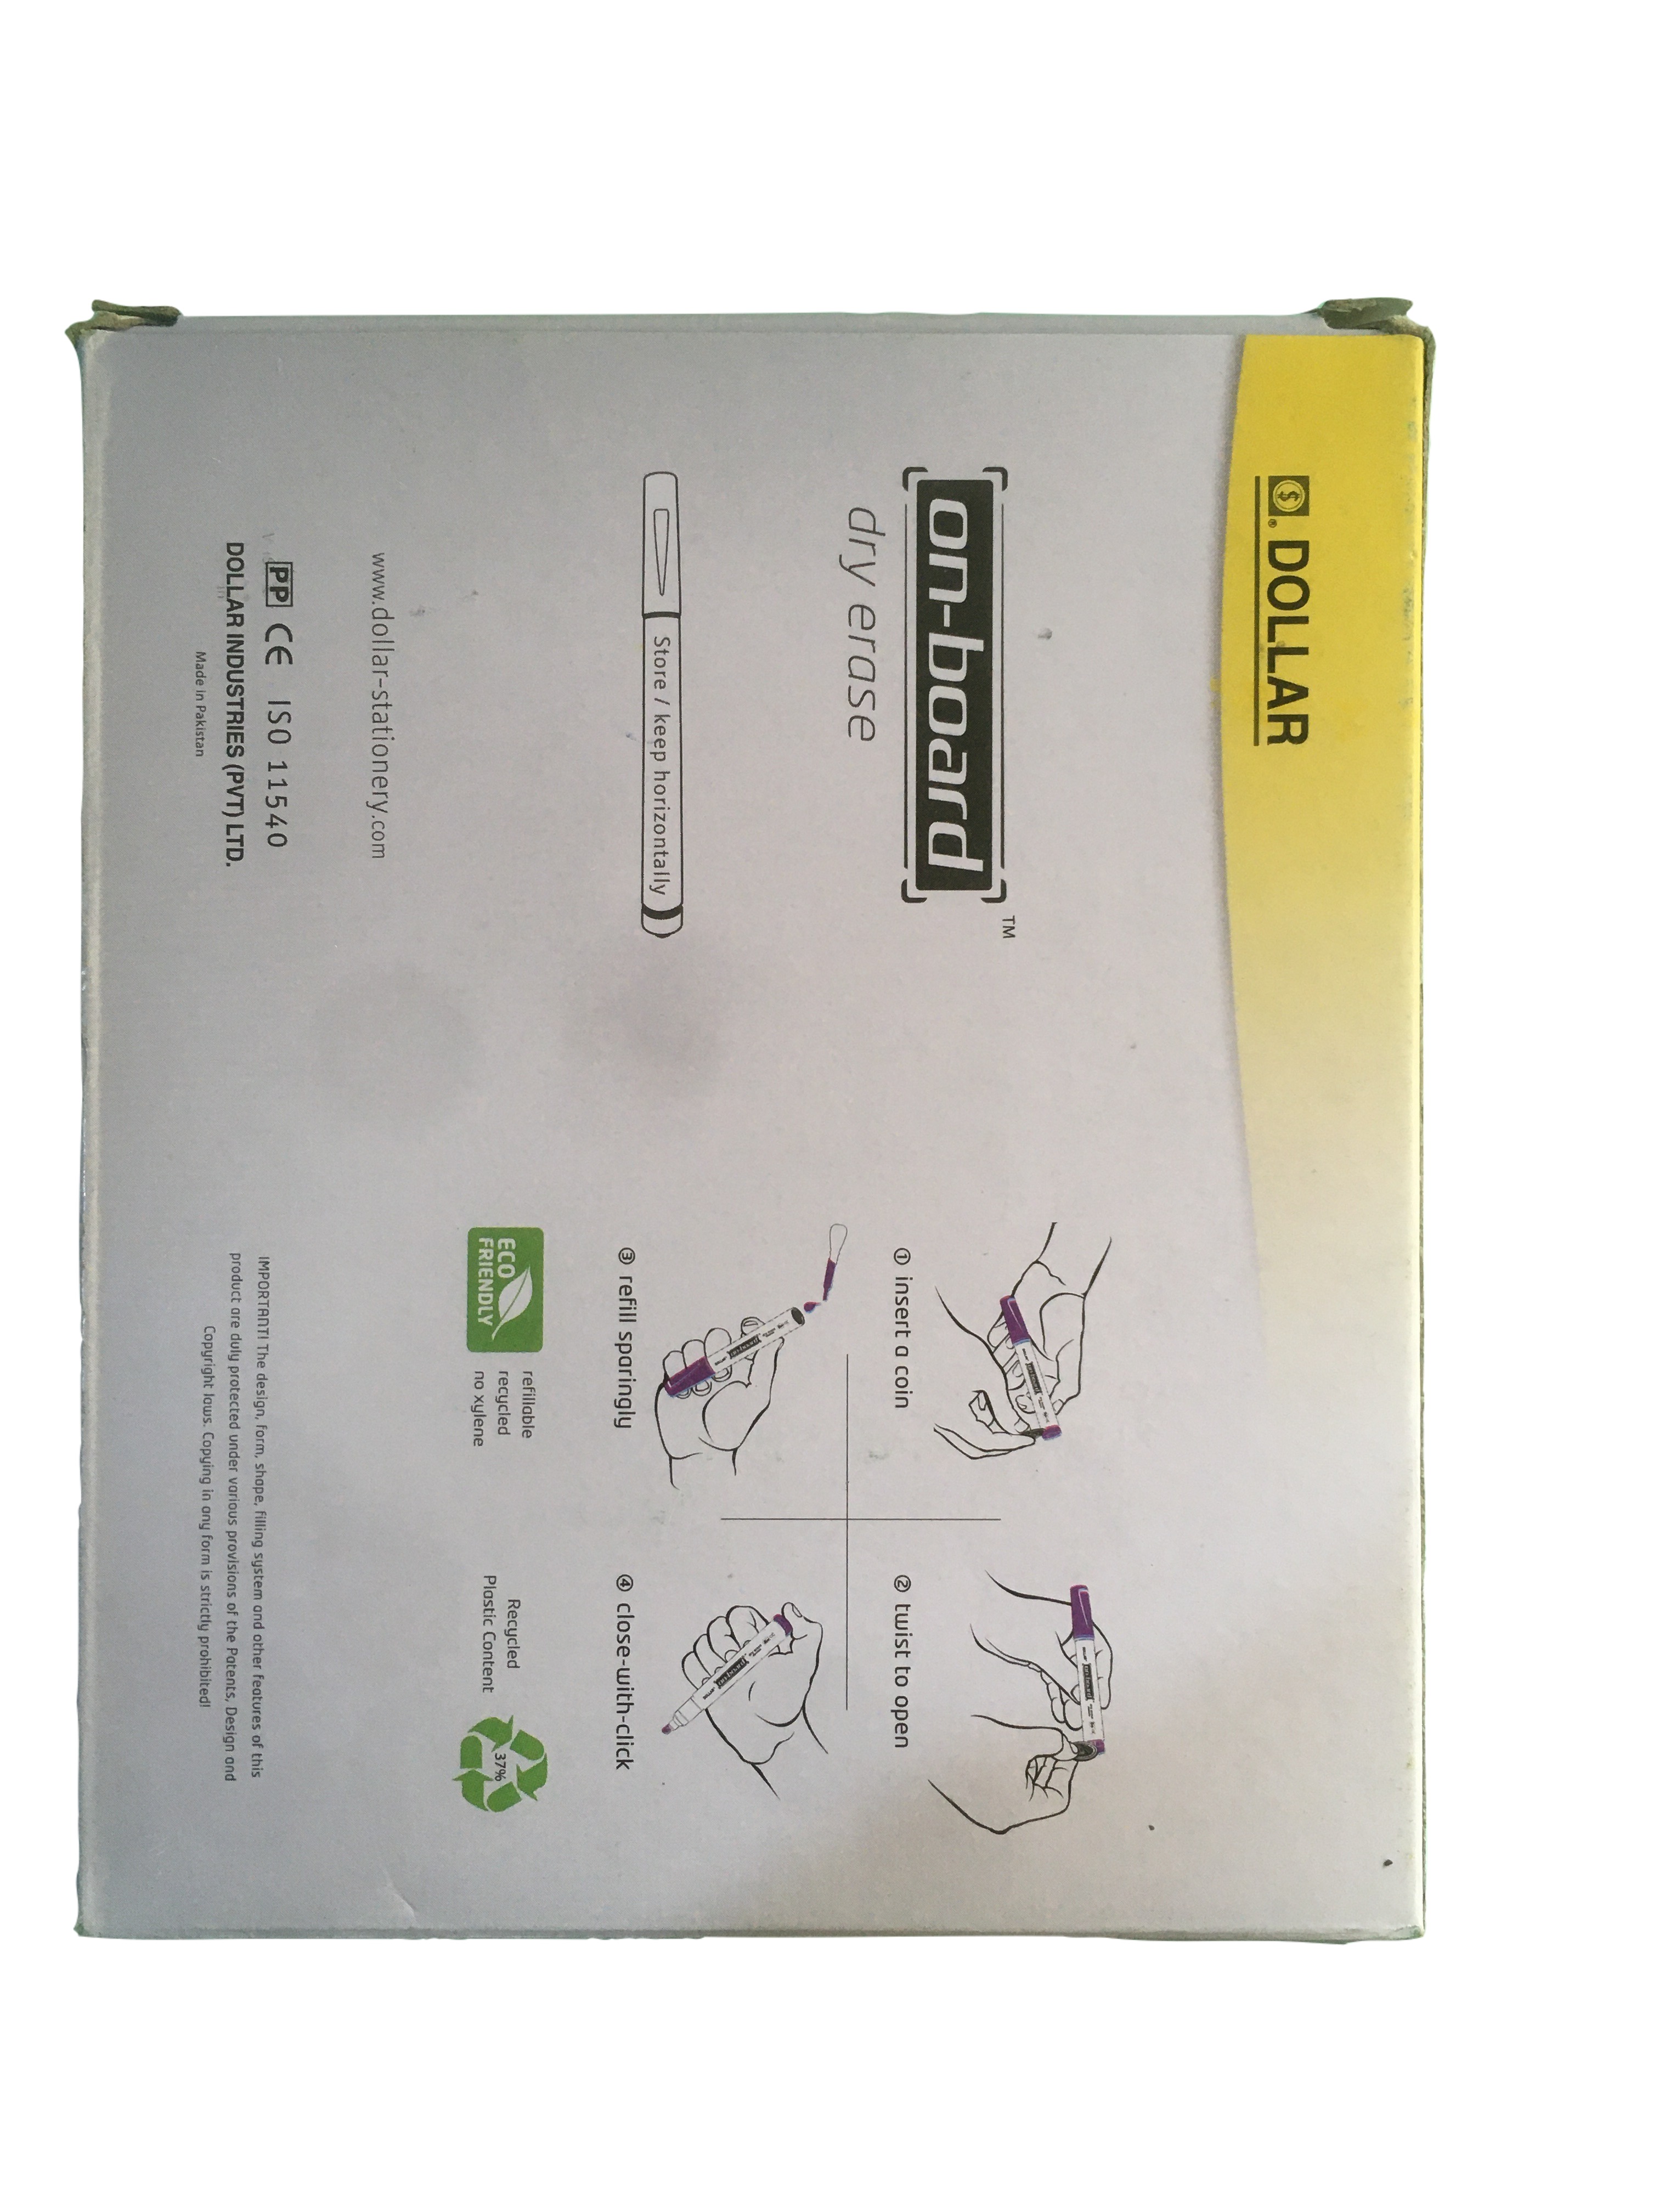 DOLLAR
on-board™
dry erase
Store / keep horizontally
www.dollar-stationery.com
PP CE ISO 11540
DOLLAR INDUSTRIES (PVT) LTD.
Made in Pakistan
① insert a coin
② twist to open
③ refill sparingly
④ close-with-click
ECO
FRIENDLY
refillable
recycled
no xylene
Recycled
Plastic Content
37%
IMPORTANT! The design, form, shape, filling system and other features of this
product are duly protected under various provisions of the Patents, Design and
Copyright laws. Copying in any form is strictly prohibited!